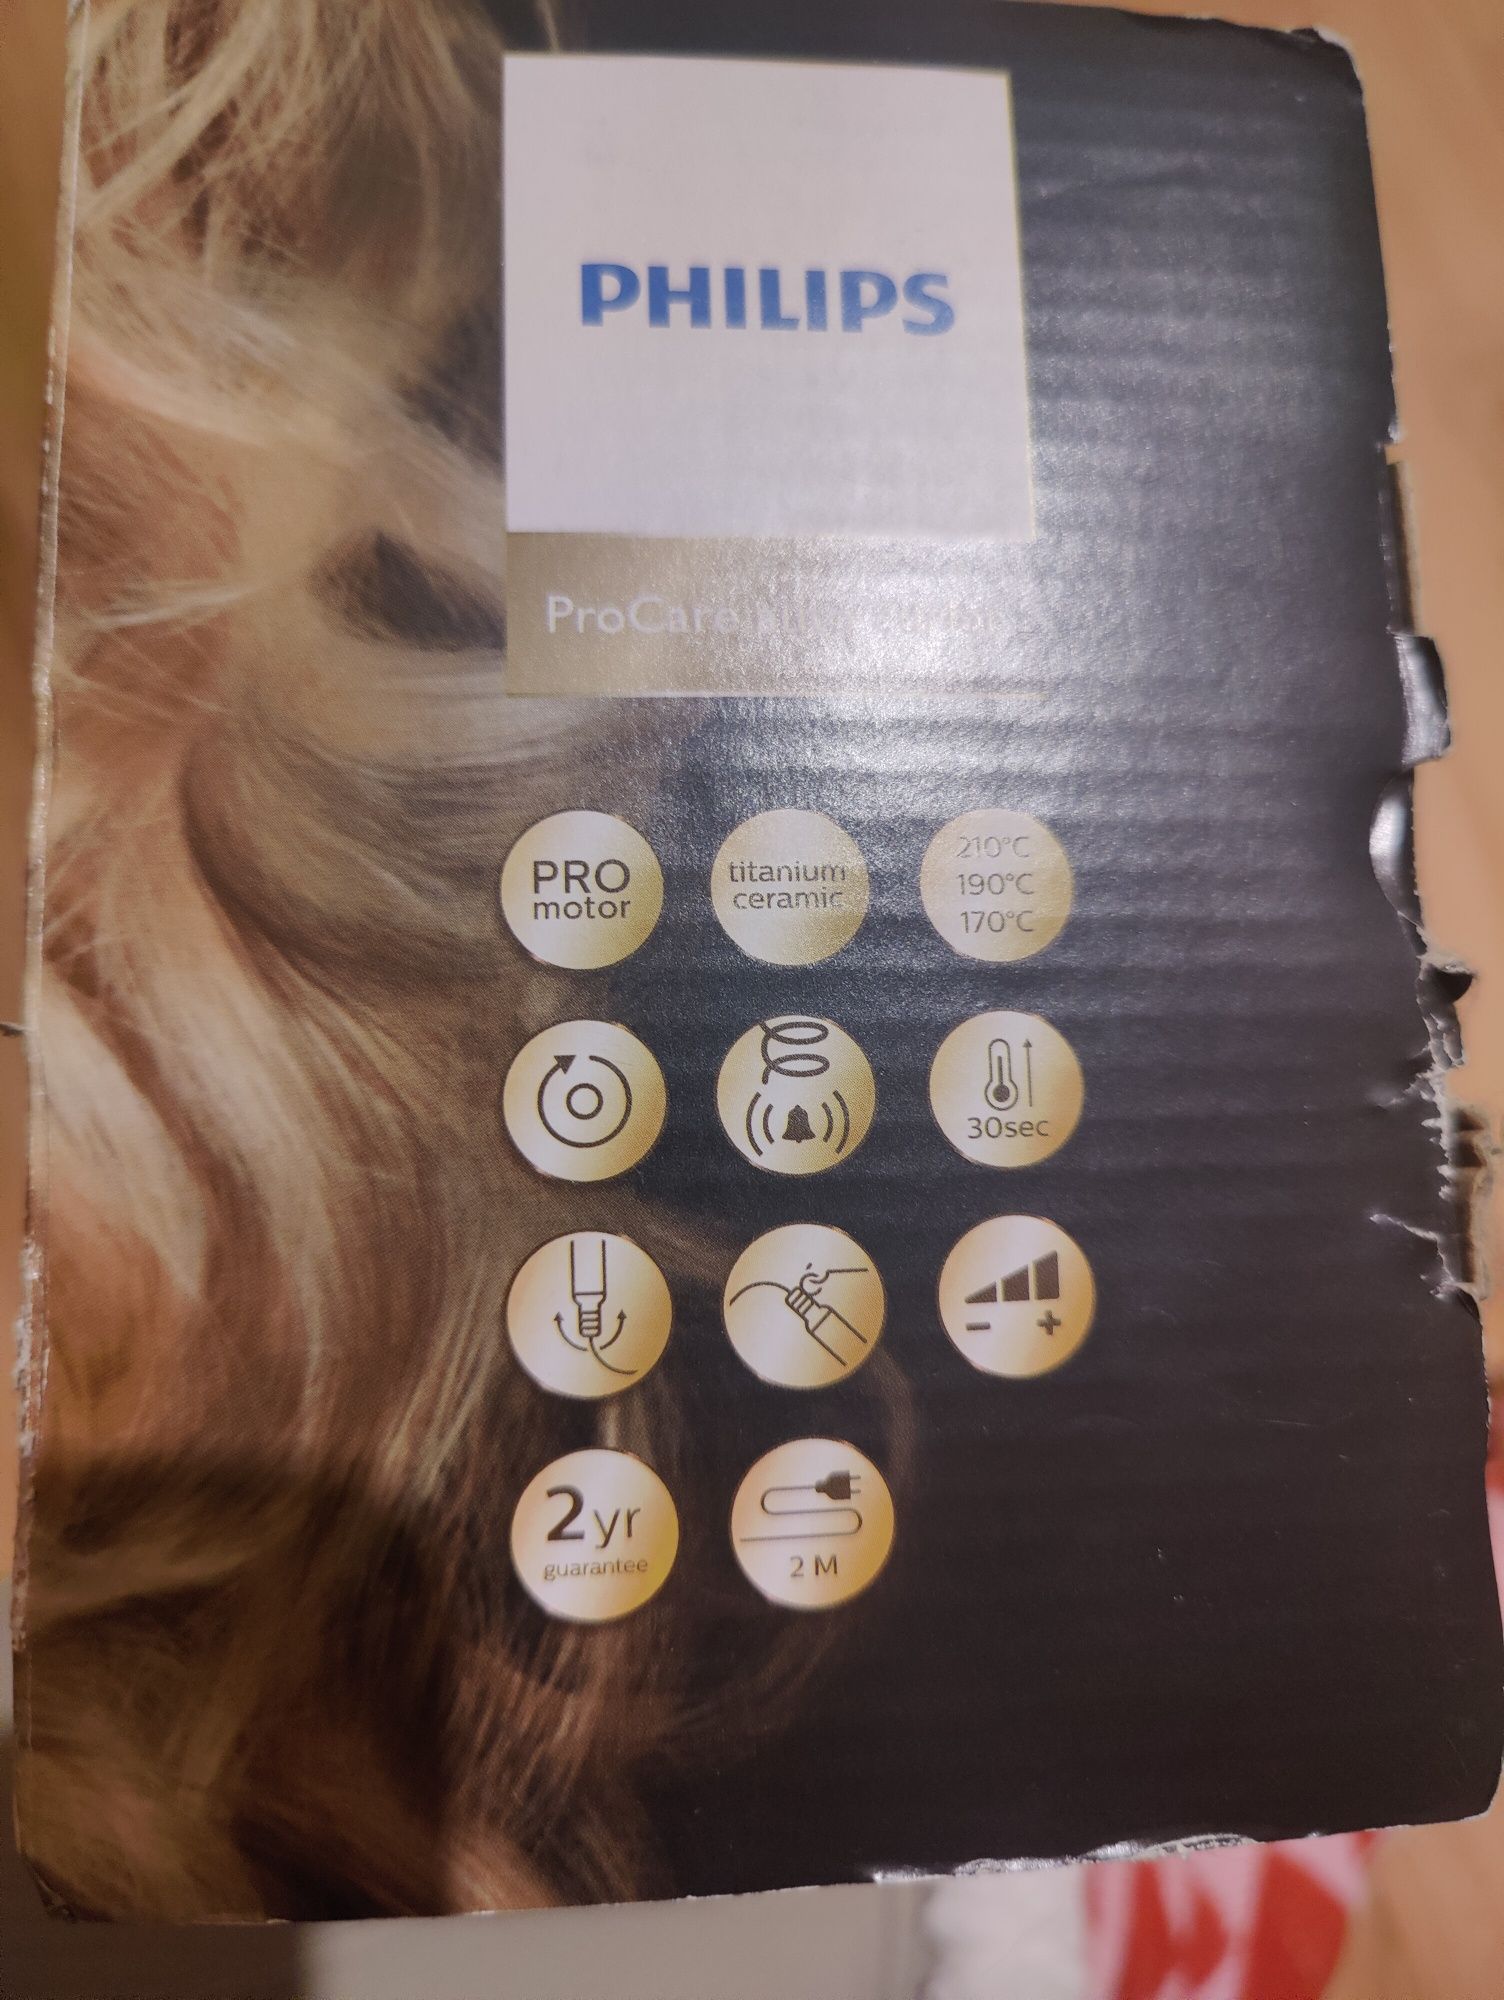 PHILIPS
ProCare
PRO
motor
titanium
ceramic
210°C
190°C
170°C
30sec
- +
2yr
guarantee
2 M